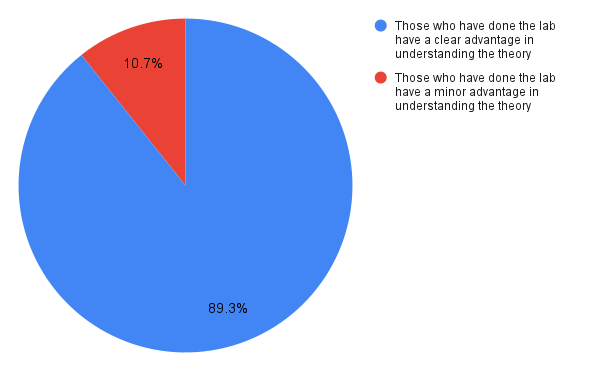 Those who have done the lab
have a clear advantage in
understanding the theory
Those who have done the lab
have a minor advantage in
understanding the theory
10.7%
89.3%